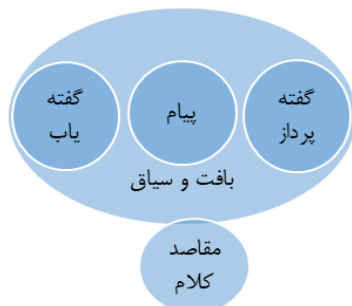 گفته
پرداز
پیام
گفته
یاب
بافت و سیاق
مقاصد
کلام